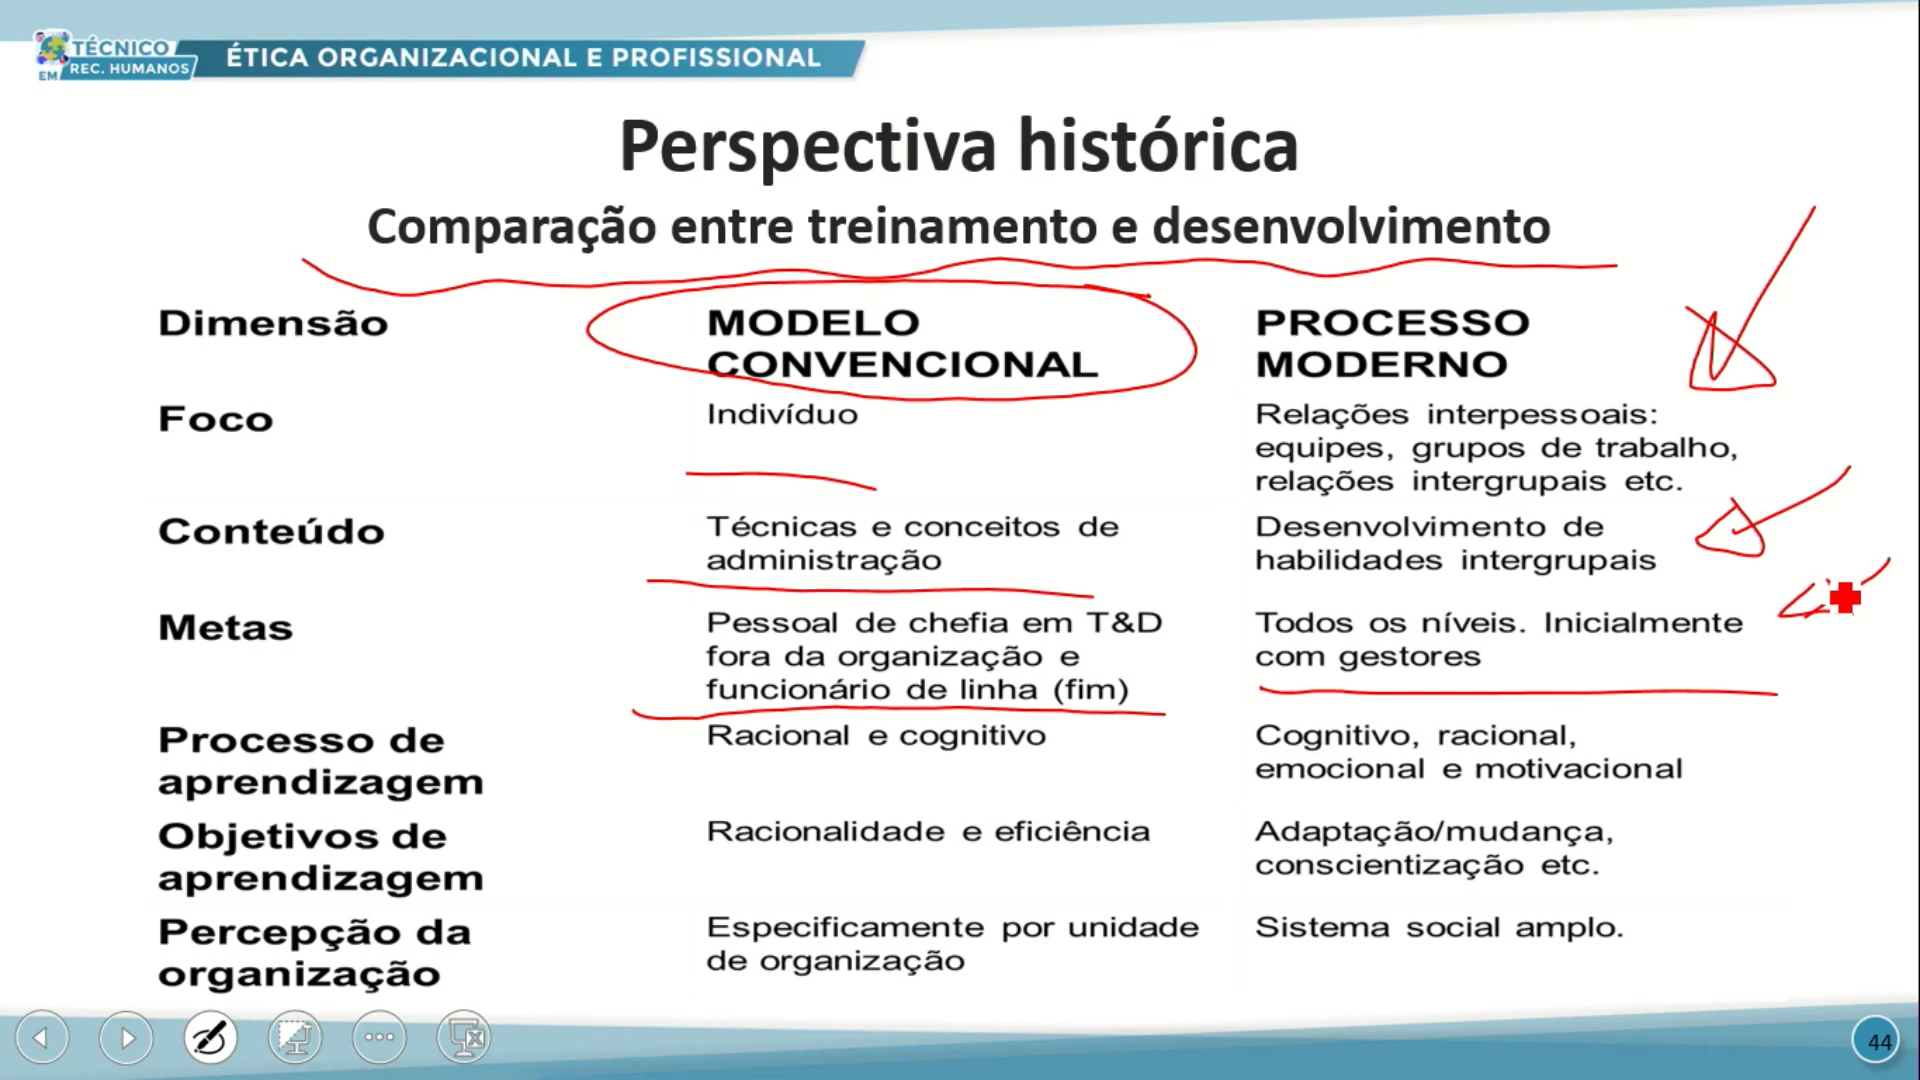 TÉCNICO
EM REC. HUMANOS
ÉTICA ORGANIZACIONAL E PROFISSIONAL
Perspectiva histórica
Comparação entre treinamento e desenvolvimento
Dimensão
MODELO
CONVENCIONAL
PROCESSO
MODERNO
Foco
Indivíduo
Relações interpessoais:
equipes, grupos de trabalho,
relações intergrupais etc.
Conteúdo
Técnicas e conceitos de
administração
Desenvolvimento de
habilidades intergrupais
Metas
Pessoal de chefia em T&D
fora da organização e
funcionário de linha (fim)
Todos os níveis. Inicialmente
com gestores
Processo de
aprendizagem
Racional e cognitivo
Cognitivo, racional,
emocional e motivacional
Objetivos de
aprendizagem
Racionalidade e eficiência
Adaptação/mudança,
conscientização etc.
Percepção da
organização
Especificamente por unidade
de organização
Sistema social amplo.
44